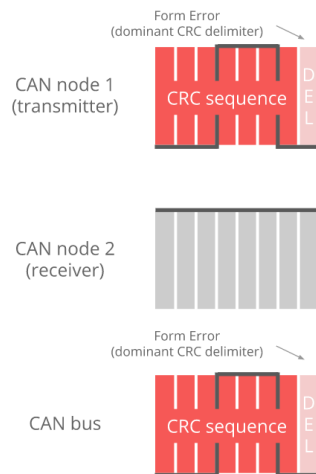 Form Error
(dominant CRC delimiter)
CAN node 1
(transmitter)
CRC sequence
D
E
L
CAN node 2
(receiver)
Form Error
(dominant CRC delimiter)
CAN bus
CRC sequence
D
E
L